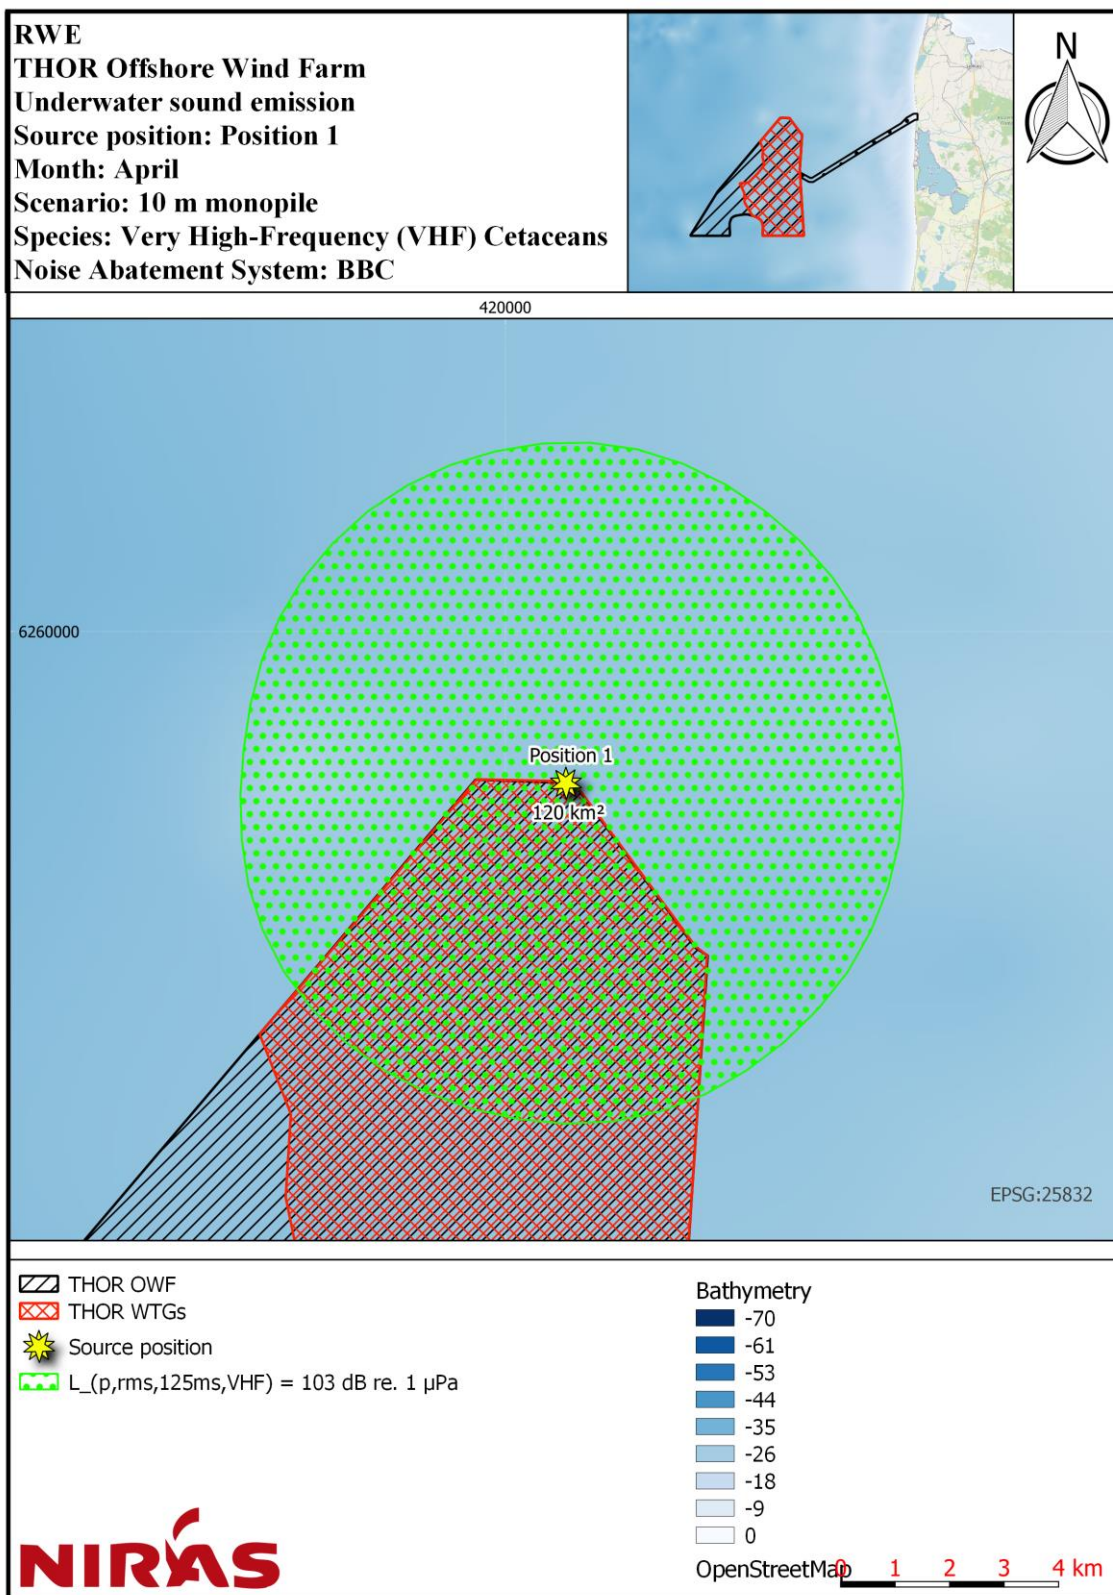 RWE
THOR Offshore Wind Farm
Underwater sound emission
Source position: Position 1
Month: April
Scenario: 10 m monopile
Species: Very High-Frequency (VHF) Cetaceans
Noise Abatement System: BBC
N
420000
6260000
Position 1
120 km²
EPSG:25832
THOR OWF
THOR WTGs
Source position
L_(p,rms,125ms,VHF) = 103 dB re. 1 µPa
Bathymetry
-70
-61
-53
-44
-35
-26
-18
-9
0
OpenStreetMap
0 1 2 3 4 km
NIRAS